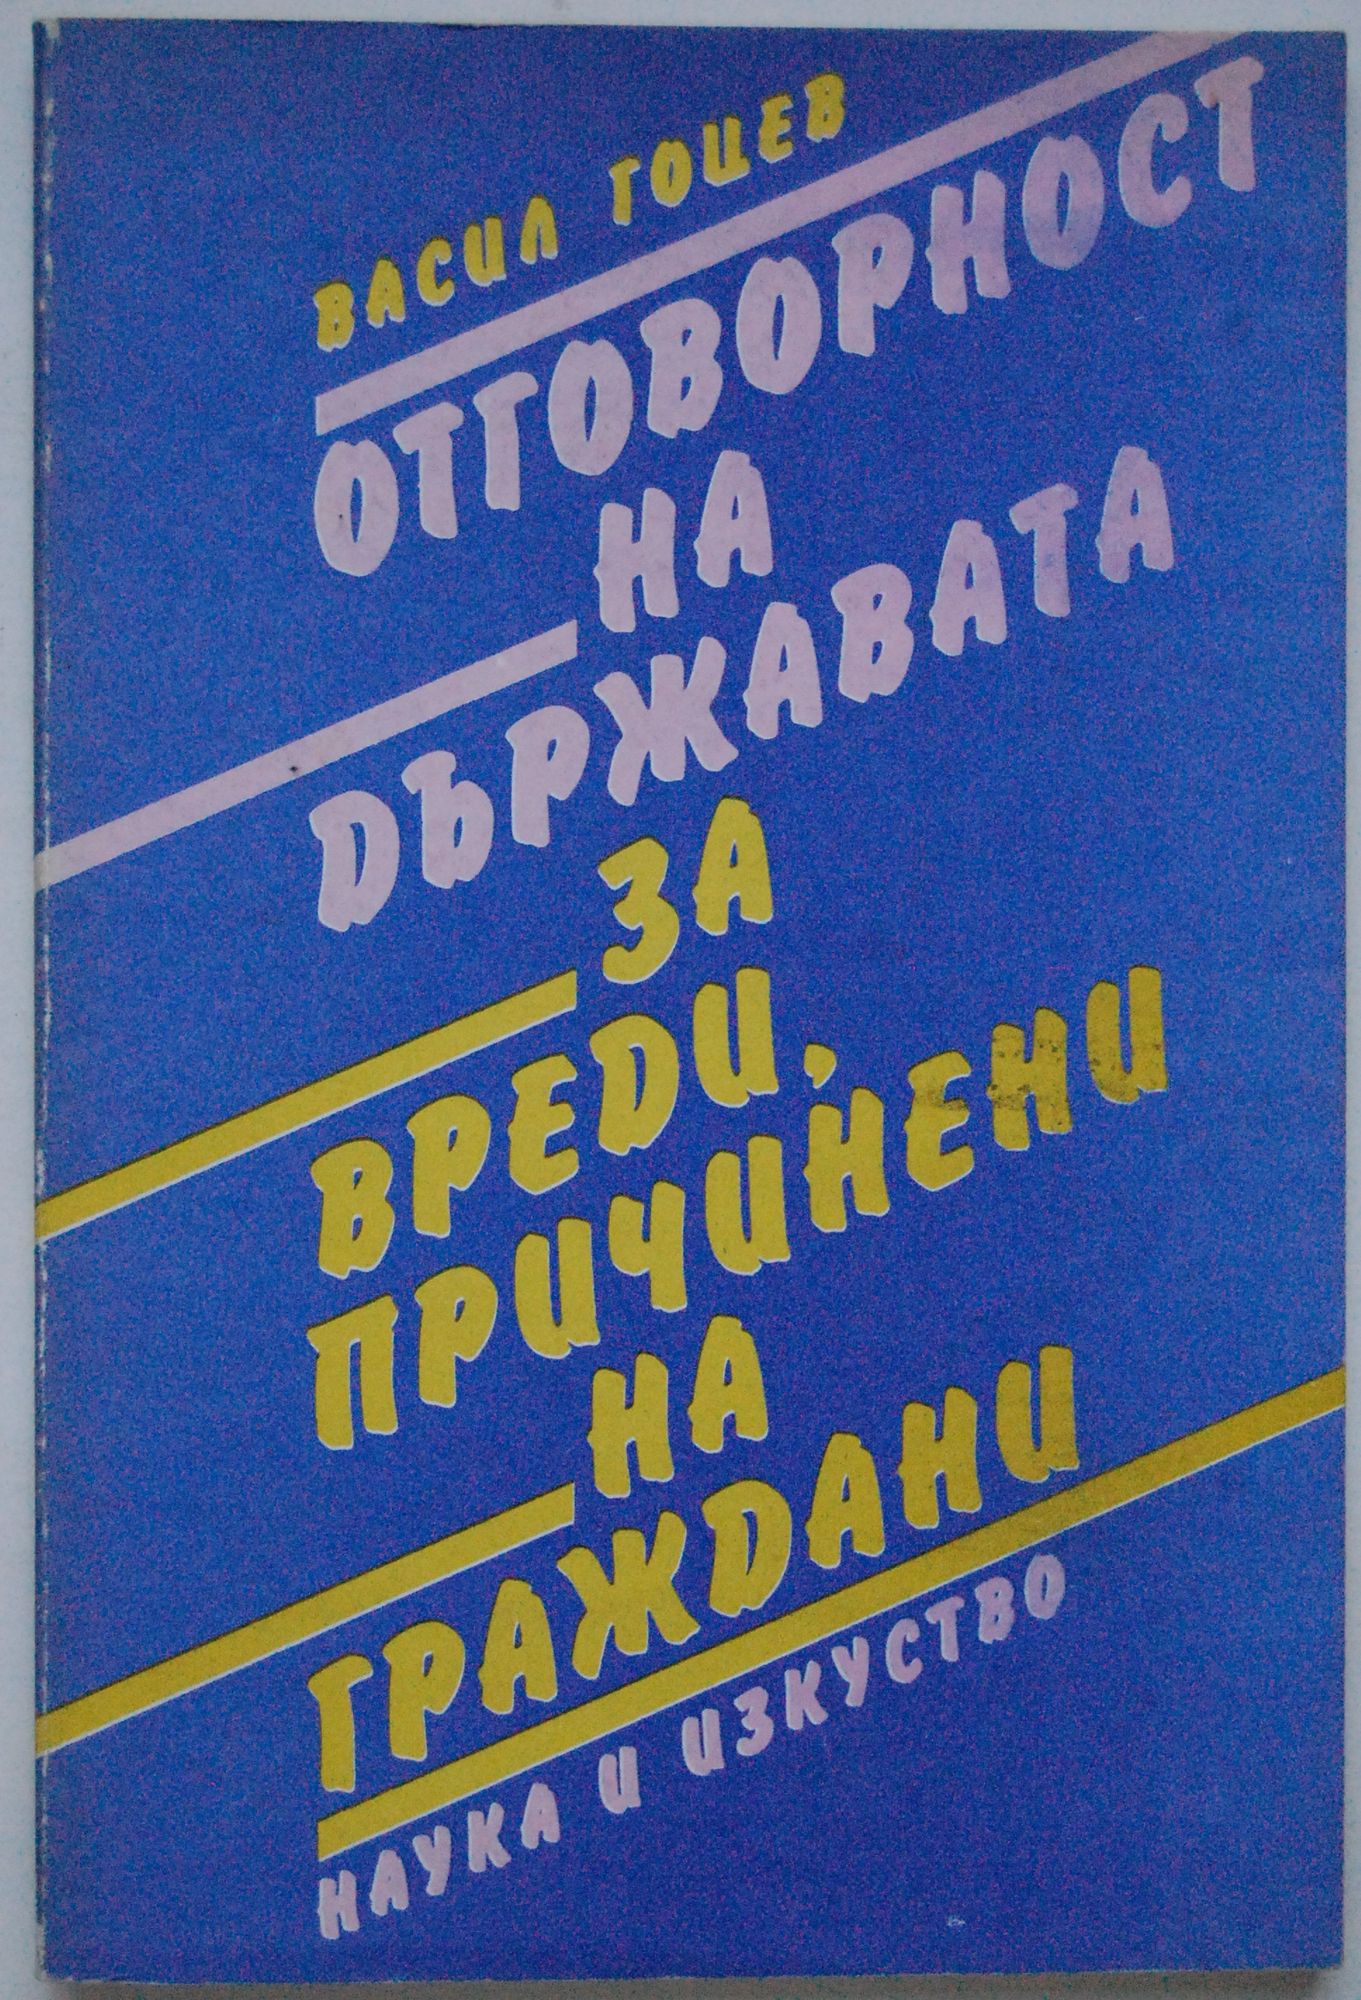 ВАСИЛ ГОЦЕВ
ОТГОВОРНОСТ
НА
ДЪРЖАВАТА
ЗА
ВРЕДИ,
ПРИЧИНЕНИ
НА
ГРАЖДАНИ
НАУКА И ИЗКУСТВО